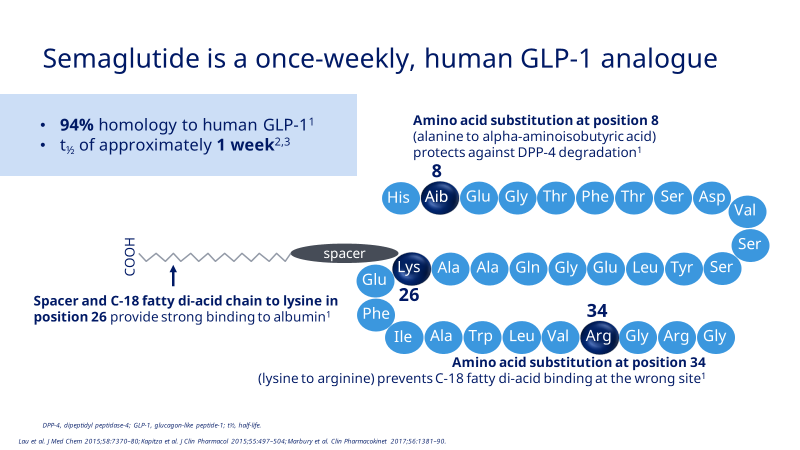 Semaglutide is a once-weekly, human GLP-1 analogue
• 94% homology to human GLP-1¹
• t½ of approximately 1 week²,³
Amino acid substitution at position 8
(alanine to alpha-aminoisobutyric acid)
protects against DPP-4 degradation¹
8
His Aib Glu Gly Thr Phe Thr Ser Asp
Val
Ser
COOH
spacer
Lys Ala Ala Gln Gly Glu Leu Tyr Ser
Glu
26
Spacer and C-18 fatty di-acid chain to lysine in
position 26 provide strong binding to albumin¹
Phe
34
Ile Ala Trp Leu Val Arg Gly Arg Gly
Amino acid substitution at position 34
(lysine to arginine) prevents C-18 fatty di-acid binding at the wrong site¹
DPP-4, dipeptidyl peptidase-4; GLP-1, glucagon-like peptide-1; t½, half-life.
Lau et al. J Med Chem 2015;58:7370–80; Kapitza et al. J Clin Pharmacol 2015;55:497–504; Marbury et al. Clin Pharmacokinet 2017;56:1381–90.